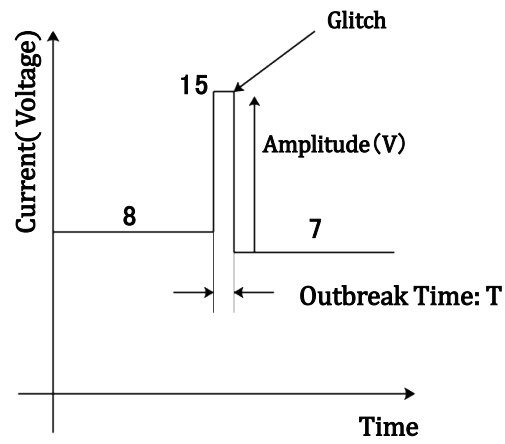 Glitch
15
Amplitude(V)
Current( Voltage)
8
7
Outbreak Time: T
Time